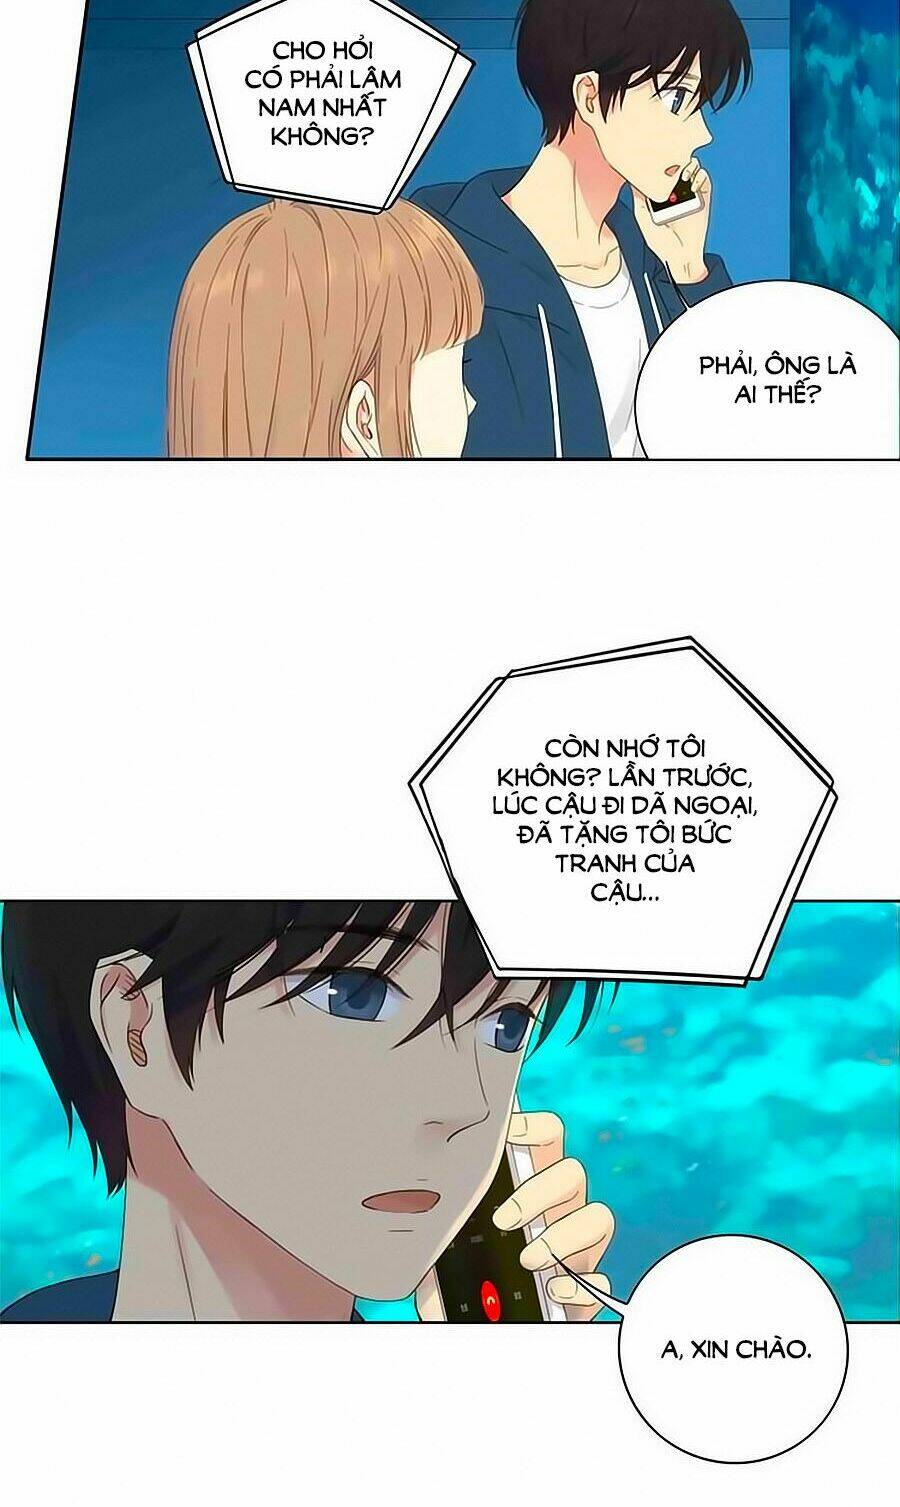 CHO HỎI
CÓ PHẢI LÂM
NAM NHẤT
KHÔNG?
PHẢI, ÔNG LÀ
AI THẾ?
CÒN NHỚ TÔI
KHÔNG? LẦN TRƯỚC,
LÚC CẬU ĐI DÃ NGOẠI,
ĐÃ TẶNG TÔI BỨC
TRANH CỦA
CẬU...
A, XIN CHÀO.